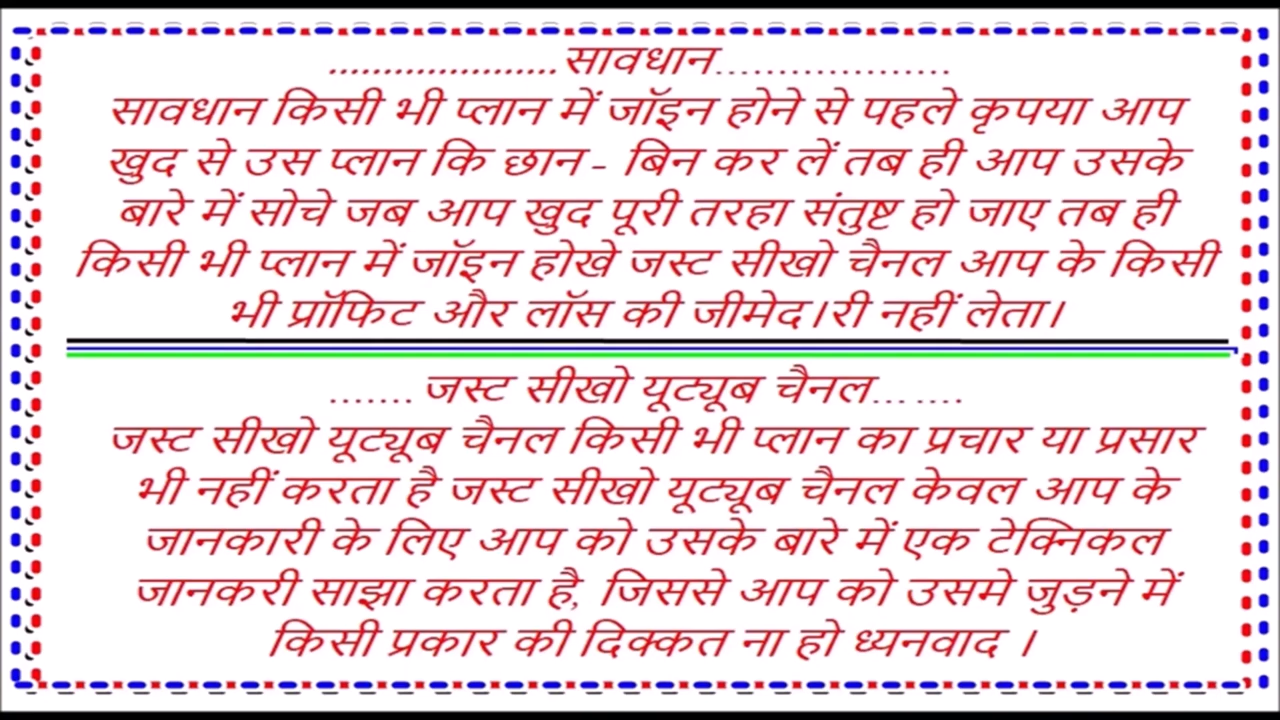 .....................सावधान...................
सावधान किसी भी प्लान में जॉइन होने से पहले कृपया आप
खुद से उस प्लान कि छान- बिन कर लें तब ही आप उसके
बारे में सोचे जब आप खुद पूरी तरहा संतुष्ट हो जाए तब ही
किसी भी प्लान में जॉइन होखे जस्ट सीखो चैनल आप के किसी
भी प्रॉफिट और लॉस की जीमेद।री नहीं लेता।
.......जस्ट सीखो यूट्यूब चैनल... ....
जस्ट सीखो यूट्यूब चैनल किसी भी प्लान का प्रचार या प्रसार
भी नहीं करता है जस्ट सीखो यूट्यूब चैनल केवल आप के
जानकारी के लिए आप को उसके बारे में एक टेक्निकल
जानकरी साझा करता है, जिससे आप को उसमे जुड़ने में
किसी प्रकार की दिक्कत ना हो ध्यनवाद ।